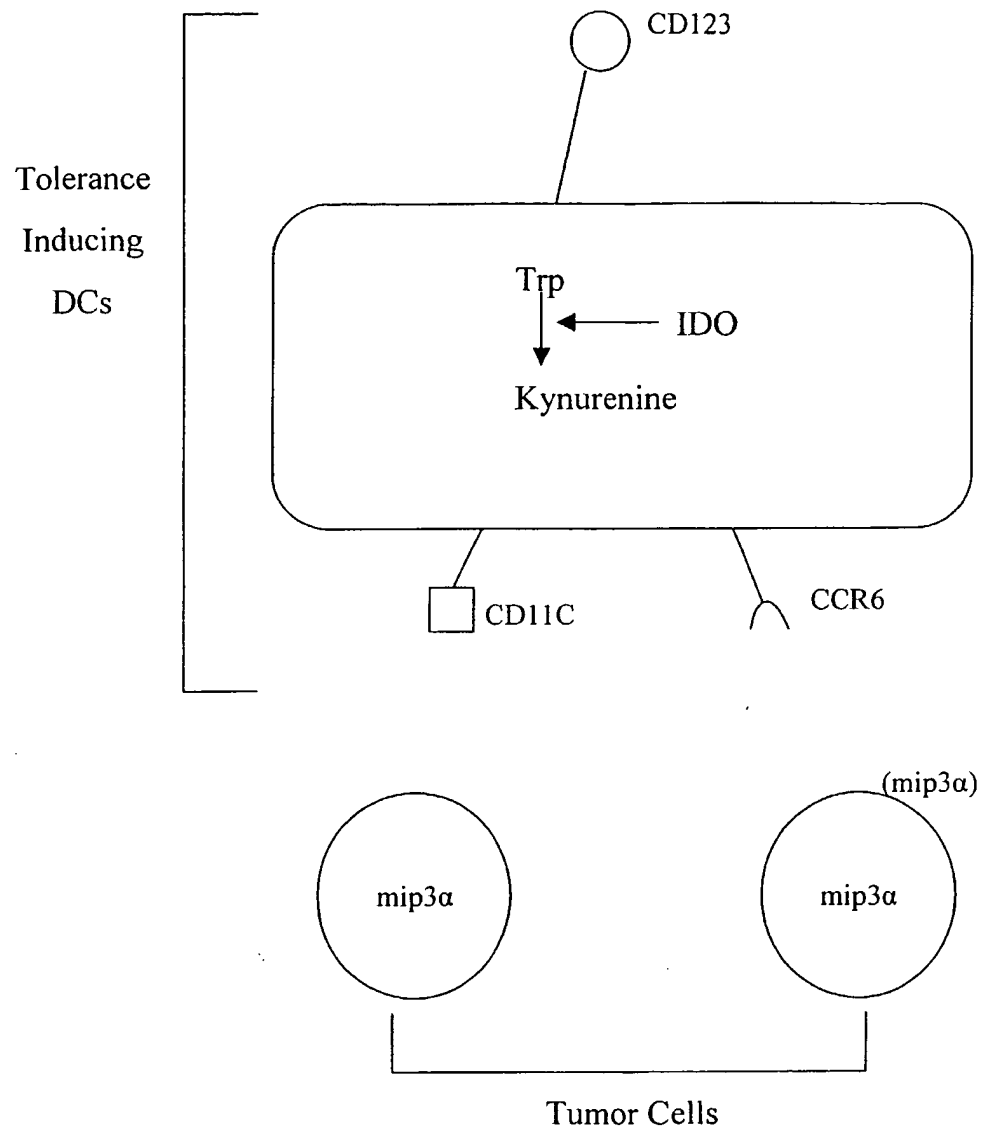 CD123
Tolerance
Inducing
DCs
Trp
IDO
Kynurenine
CD11C
CCR6
(mip3α)
mip3α
mip3α
Tumor Cells